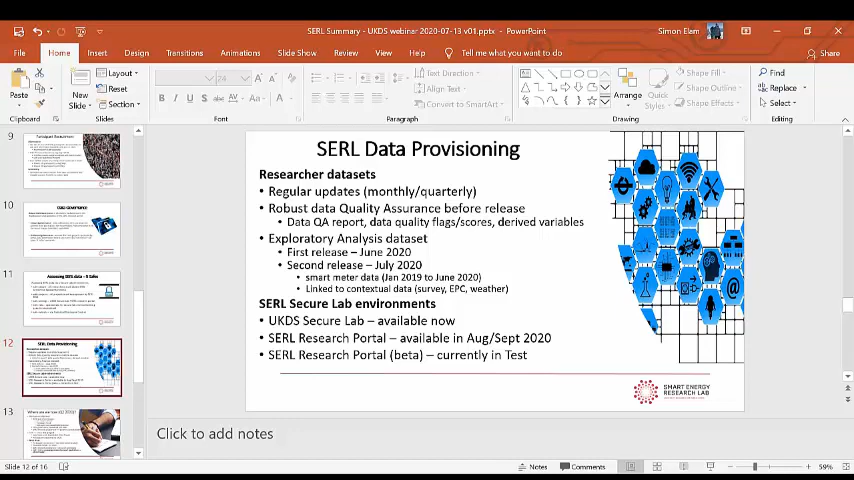 SERL Summary - UKDS webinar 2020-07-13 v01.pptx - PowerPoint
Simon Elam
File Home Insert Design Transitions Animations Slide Show Review View Help Tell me what you want to do
Share
Paste
Clipboard
New Slide
Layout
Reset
Section
Slides
24
Font
Text Direction
Align Text
Convert to SmartArt
Paragraph
Arrange
Quick Styles
Shape Fill
Shape Outline
Shape Effects
Drawing
Find
Replace
Select
Editing
9
10
Data Governance
11
Accessing SERL data – 5 Safes
12
SERL Data Provisioning
13
SERL Data Provisioning
Researcher datasets
• Regular updates (monthly/quarterly)
• Robust data Quality Assurance before release
• Data QA report, data quality flags/scores, derived variables
• Exploratory Analysis dataset
• First release – June 2020
• Second release – July 2020
• smart meter data (Jan 2019 to June 2020)
• Linked to contextual data (survey, EPC, weather)
SERL Secure Lab environments
• UKDS Secure Lab – available now
• SERL Research Portal – available in Aug/Sept 2020
• SERL Research Portal (beta) – currently in Test
SMART ENERGY
RESEARCH LAB
Click to add notes
Slide 12 of 16
Notes
Comments
59%